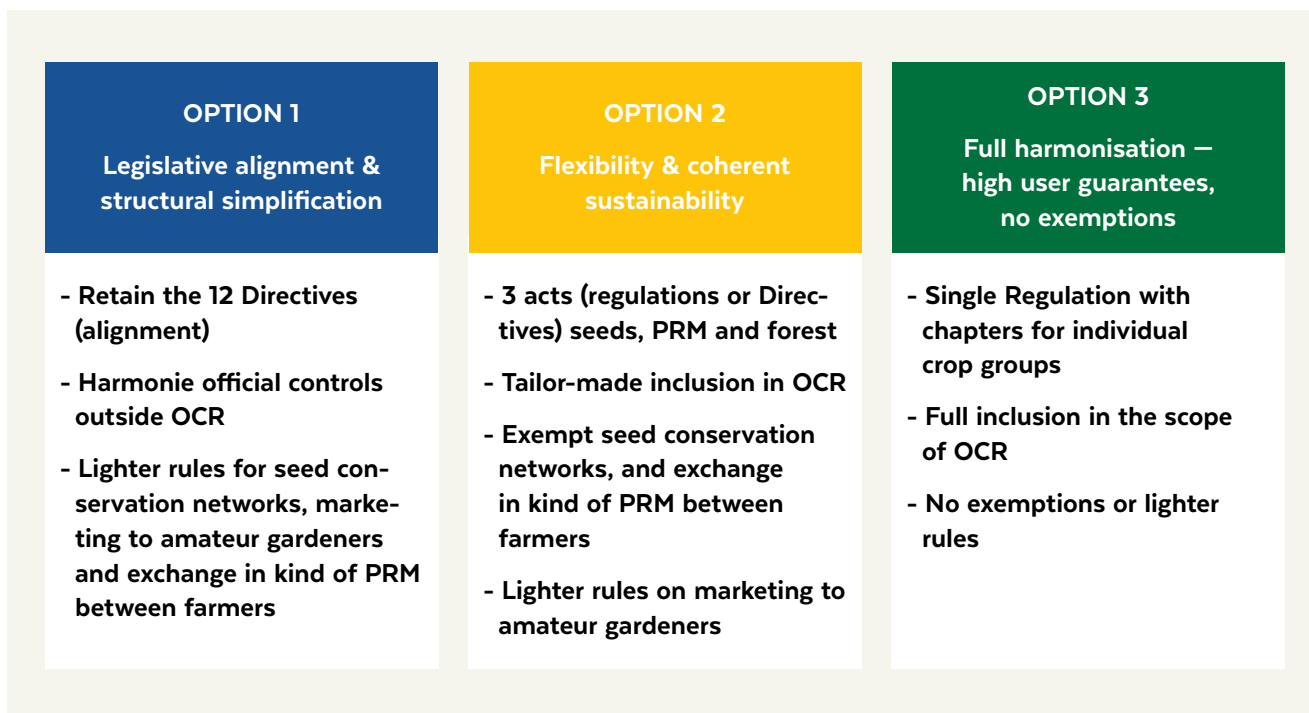 OPTION 1
Legislative alignment &
structural simplification
- Retain the 12 Directives
(alignment)
- Harmonie official controls
outside OCR
- Lighter rules for seed con-
servation networks, marke-
ting to amateur gardeners
and exchange in kind of PRM
between farmers
OPTION 2
Flexibility & coherent
sustainability
- 3 acts (regulations or Direc-
tives) seeds, PRM and forest
- Tailor-made inclusion in OCR
- Exempt seed conservation
networks, and exchange
in kind of PRM between
farmers
- Lighter rules on marketing to
amateur gardeners
OPTION 3
Full harmonisation —
high user guarantees,
no exemptions
- Single Regulation with
chapters for individual
crop groups
- Full inclusion in the scope
of OCR
- No exemptions or lighter
rules